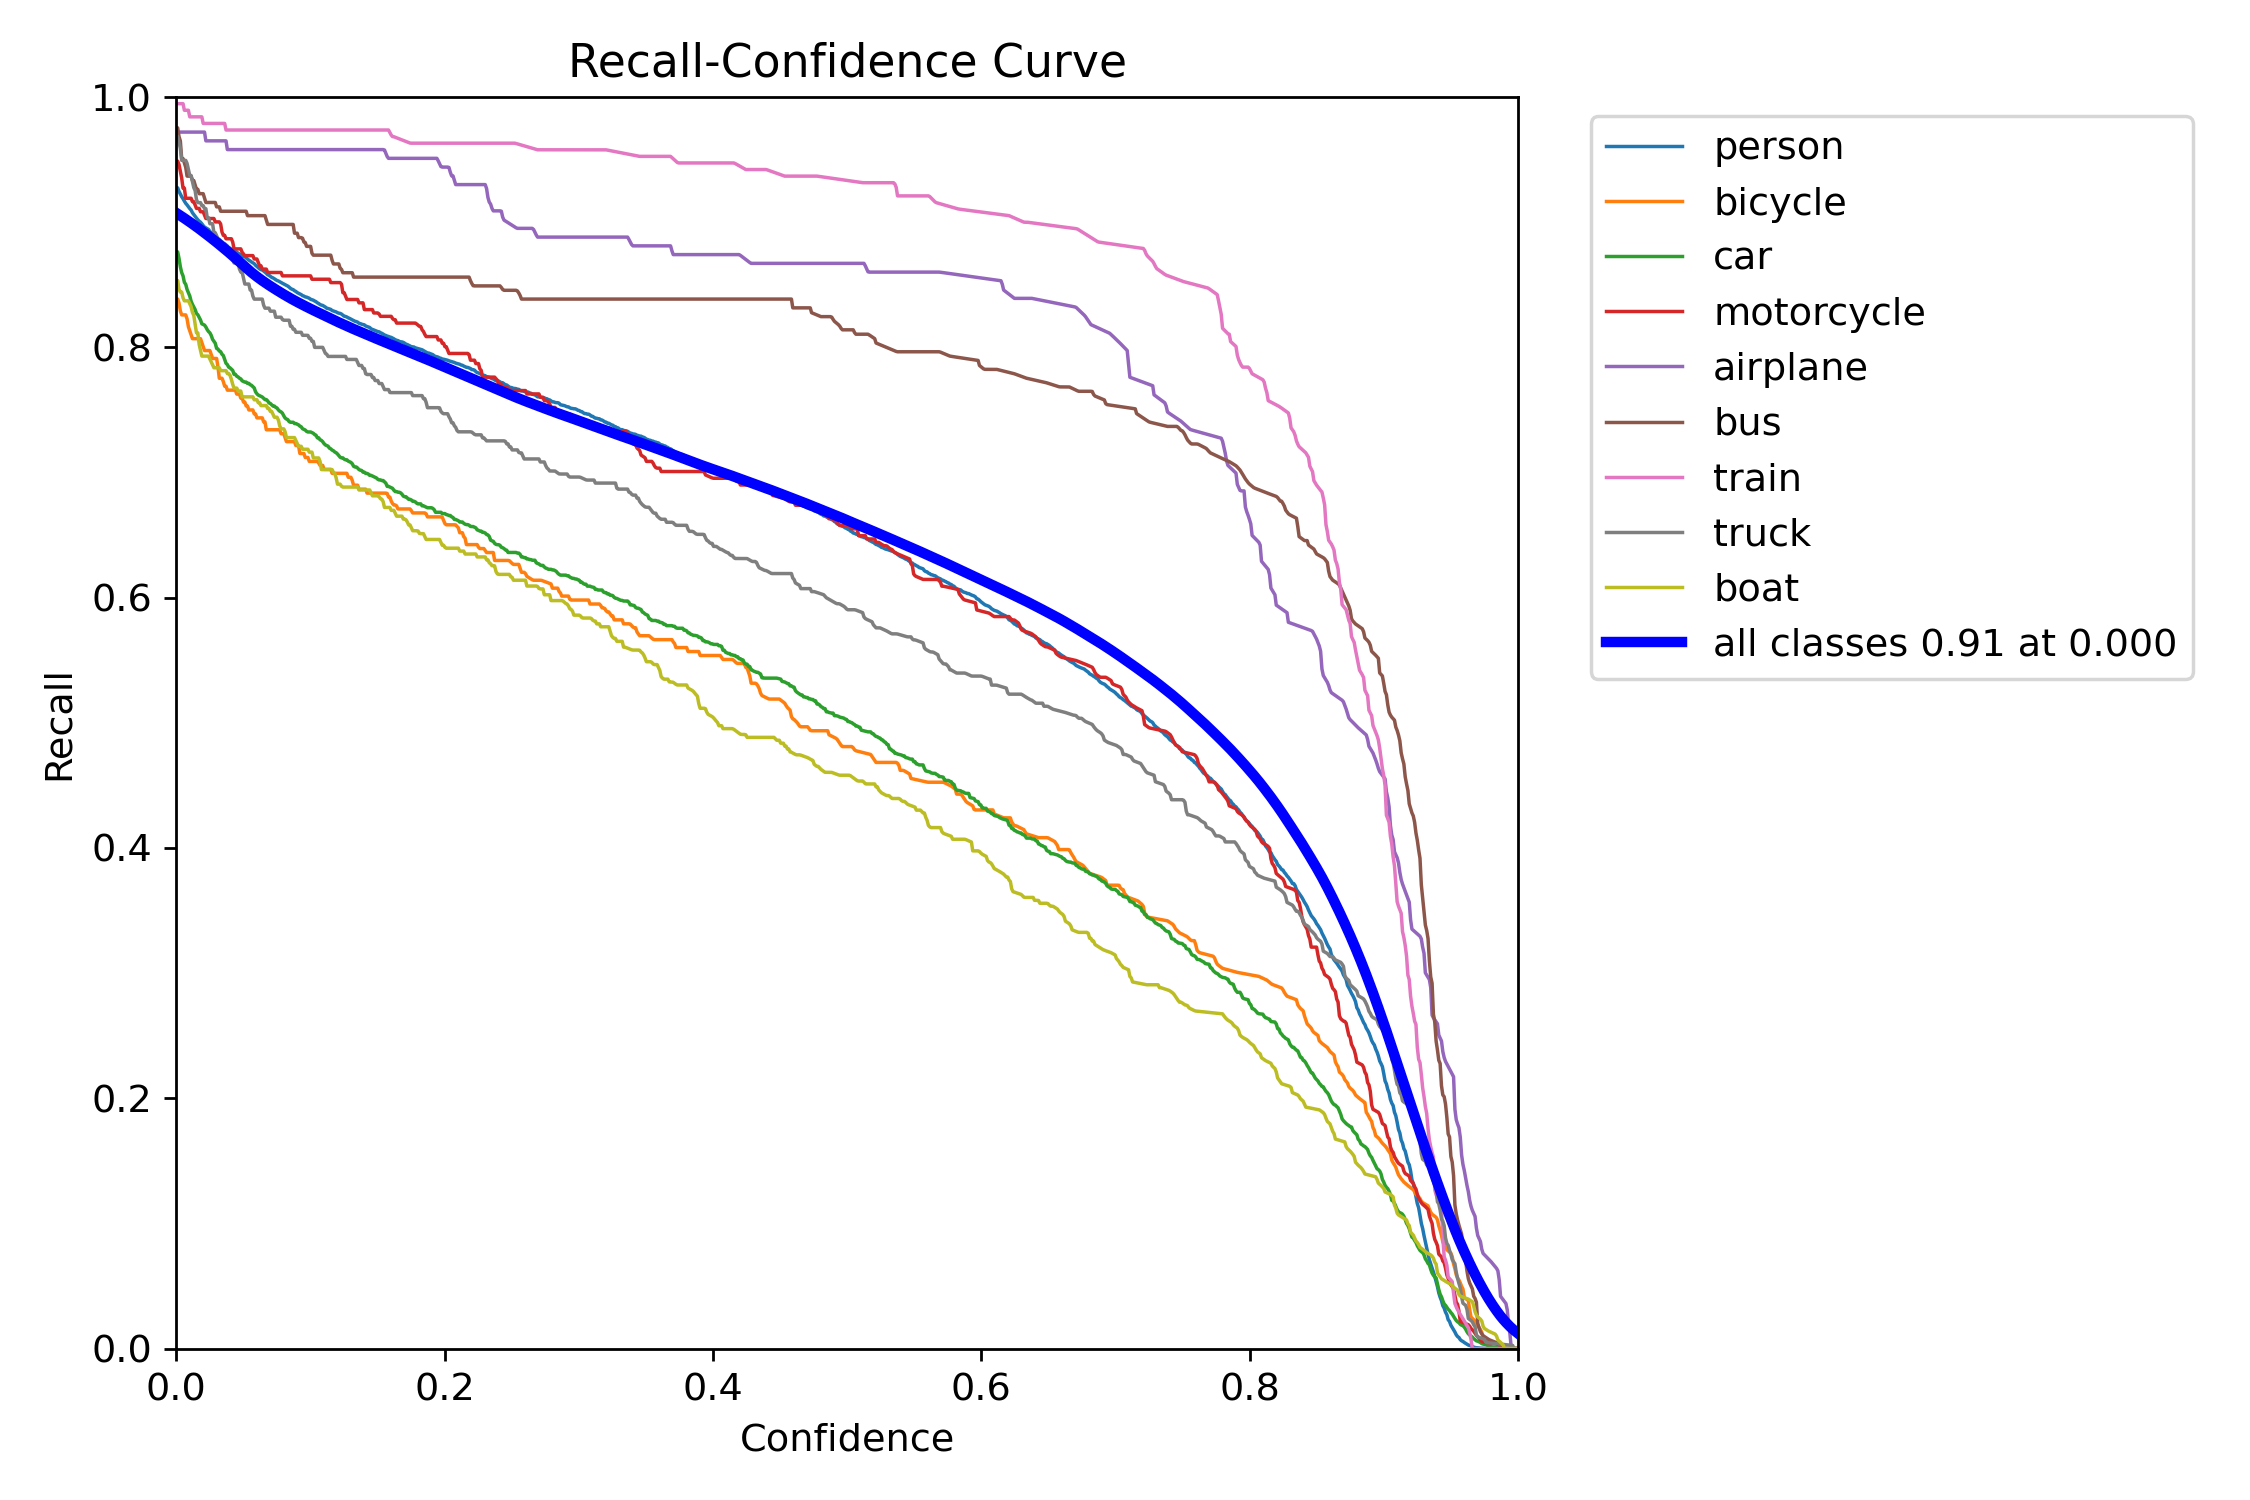 Recall-Confidence Curve
1.0
0.8
0.6
0.4
0.2
0.0
Recall
0.0 0.2 0.4 0.6 0.8 1.0
Confidence
person
bicycle
car
motorcycle
airplane
bus
train
truck
boat
all classes 0.91 at 0.000